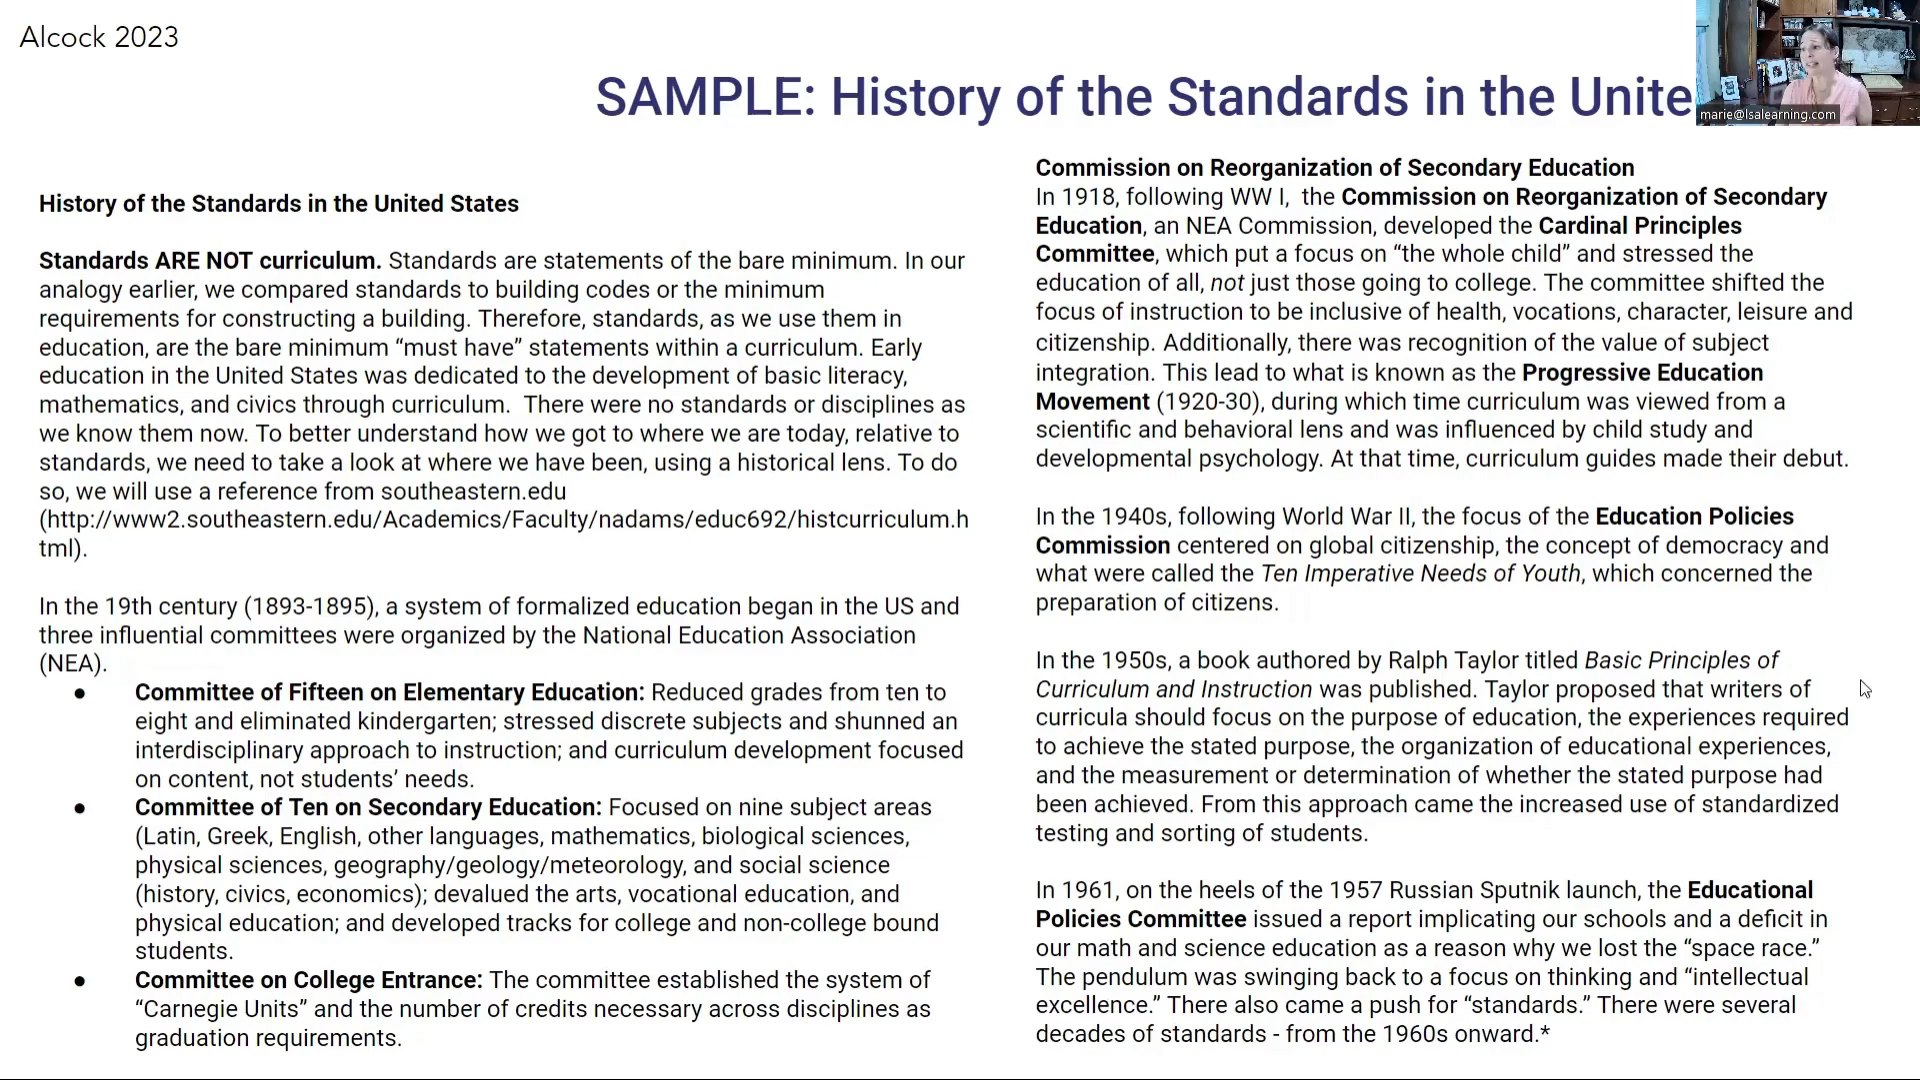 Alcock 2023
SAMPLE: History of the Standards in the Unite
marie@lsalearning.com
History of the Standards in the United States
Standards ARE NOT curriculum. Standards are statements of the bare minimum. In our
analogy earlier, we compared standards to building codes or the minimum
requirements for constructing a building. Therefore, standards, as we use them in
education, are the bare minimum “must have” statements within a curriculum. Early
education in the United States was dedicated to the development of basic literacy,
mathematics, and civics through curriculum. There were no standards or disciplines as
we know them now. To better understand how we got to where we are today, relative to
standards, we need to take a look at where we have been, using a historical lens. To do
so, we will use a reference from southeastern.edu
(http://www2.southeastern.edu/Academics/Faculty/nadams/educ692/histcurriculum.h
tml).
In the 19th century (1893-1895), a system of formalized education began in the US and
three influential committees were organized by the National Education Association
(NEA).
● Committee of Fifteen on Elementary Education: Reduced grades from ten to
eight and eliminated kindergarten; stressed discrete subjects and shunned an
interdisciplinary approach to instruction; and curriculum development focused
on content, not students’ needs.
● Committee of Ten on Secondary Education: Focused on nine subject areas
(Latin, Greek, English, other languages, mathematics, biological sciences,
physical sciences, geography/geology/meteorology, and social science
(history, civics, economics); devalued the arts, vocational education, and
physical education; and developed tracks for college and non-college bound
students.
● Committee on College Entrance: The committee established the system of
“Carnegie Units” and the number of credits necessary across disciplines as
graduation requirements.
Commission on Reorganization of Secondary Education
In 1918, following WW I, the Commission on Reorganization of Secondary
Education, an NEA Commission, developed the Cardinal Principles
Committee, which put a focus on “the whole child” and stressed the
education of all, not just those going to college. The committee shifted the
focus of instruction to be inclusive of health, vocations, character, leisure and
citizenship. Additionally, there was recognition of the value of subject
integration. This lead to what is known as the Progressive Education
Movement (1920-30), during which time curriculum was viewed from a
scientific and behavioral lens and was influenced by child study and
developmental psychology. At that time, curriculum guides made their debut.
In the 1940s, following World War II, the focus of the Education Policies
Commission centered on global citizenship, the concept of democracy and
what were called the Ten Imperative Needs of Youth, which concerned the
preparation of citizens.
In the 1950s, a book authored by Ralph Taylor titled Basic Principles of
Curriculum and Instruction was published. Taylor proposed that writers of
curricula should focus on the purpose of education, the experiences required
to achieve the stated purpose, the organization of educational experiences,
and the measurement or determination of whether the stated purpose had
been achieved. From this approach came the increased use of standardized
testing and sorting of students.
In 1961, on the heels of the 1957 Russian Sputnik launch, the Educational
Policies Committee issued a report implicating our schools and a deficit in
our math and science education as a reason why we lost the “space race.”
The pendulum was swinging back to a focus on thinking and “intellectual
excellence.” There also came a push for “standards.” There were several
decades of standards - from the 1960s onward.*